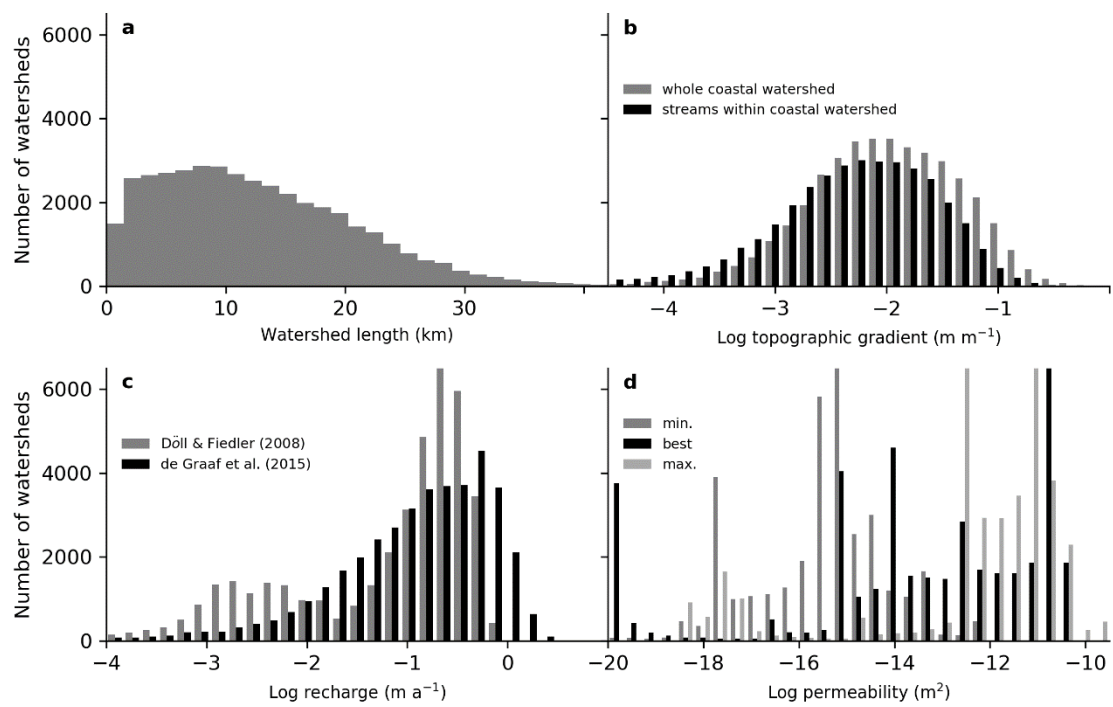 a
b
6000
4000
2000
0
Number of watersheds
whole coastal watershed
streams within coastal watershed
0
10
20
30
Watershed length (km)
−4
−3
−2
−1
Log topographic gradient (m m⁻¹)
c
d
6000
4000
2000
0
Number of watersheds
Döll & Fiedler (2008)
de Graaf et al. (2015)
min.
best
max.
−4
−3
−2
−1
0
Log recharge (m a⁻¹)
−20
−18
−16
−14
−12
−10
Log permeability (m²)